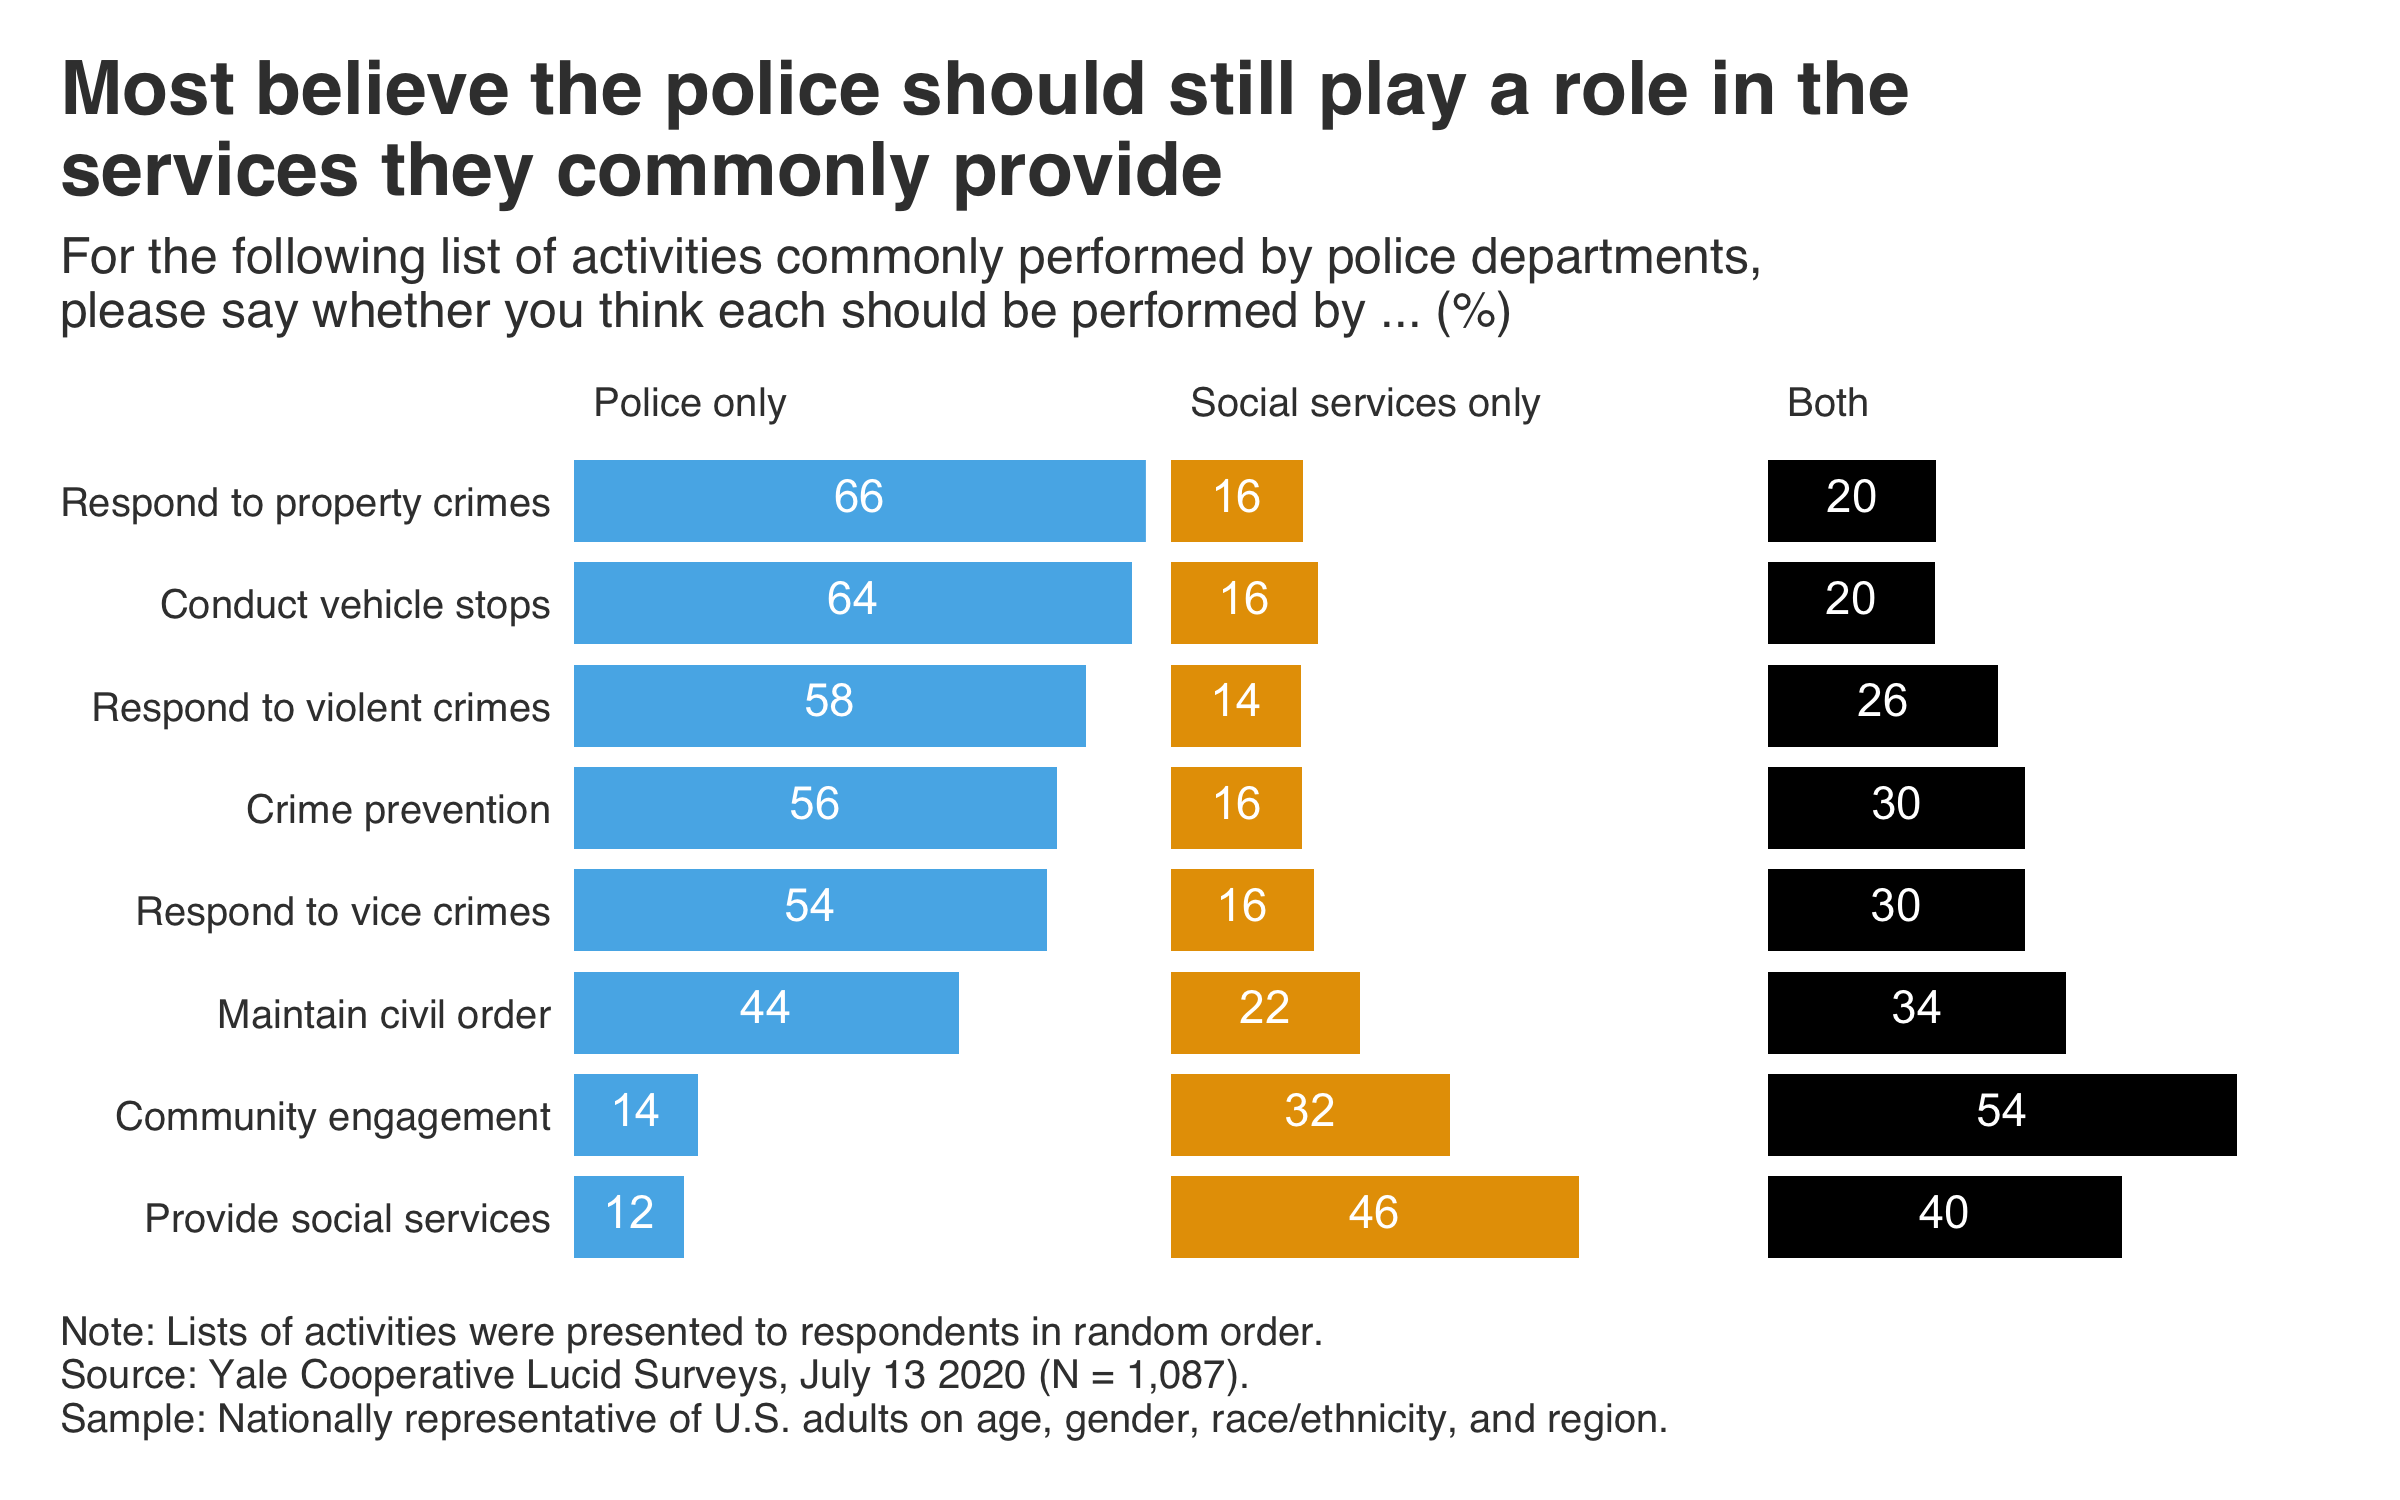 Most believe the police should still play a role in the
services they commonly provide
For the following list of activities commonly performed by police departments,
please say whether you think each should be performed by ... (%)
Police only Social services only Both
Respond to property crimes 66 16 20
Conduct vehicle stops 64 16 20
Respond to violent crimes 58 14 26
Crime prevention 56 16 30
Respond to vice crimes 54 16 30
Maintain civil order 44 22 34
Community engagement 14 32 54
Provide social services 12 46 40
Note: Lists of activities were presented to respondents in random order.
Source: Yale Cooperative Lucid Surveys, July 13 2020 (N = 1,087).
Sample: Nationally representative of U.S. adults on age, gender, race/ethnicity, and region.